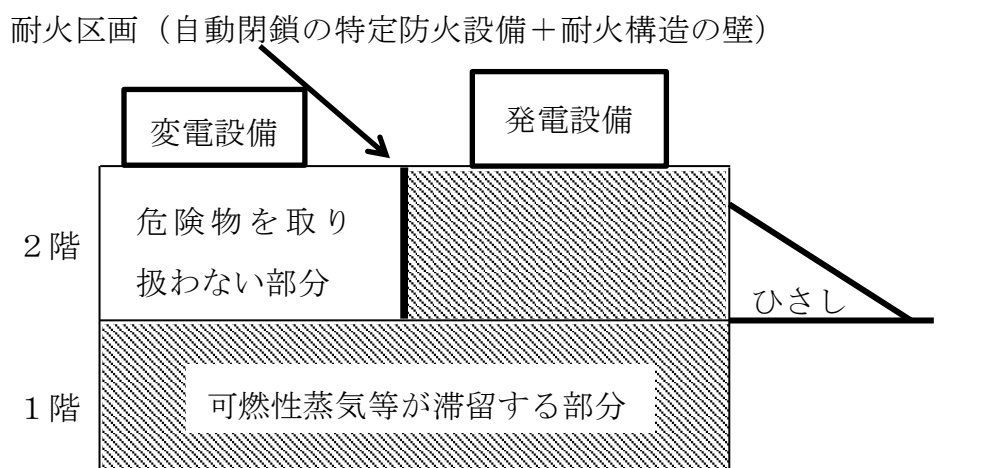 耐火区画（自動閉鎖の特定防火設備＋耐火構造の壁）
変電設備
発電設備
２階
危険物を取り
扱わない部分
ひさし
１階
可燃性蒸気等が滞留する部分